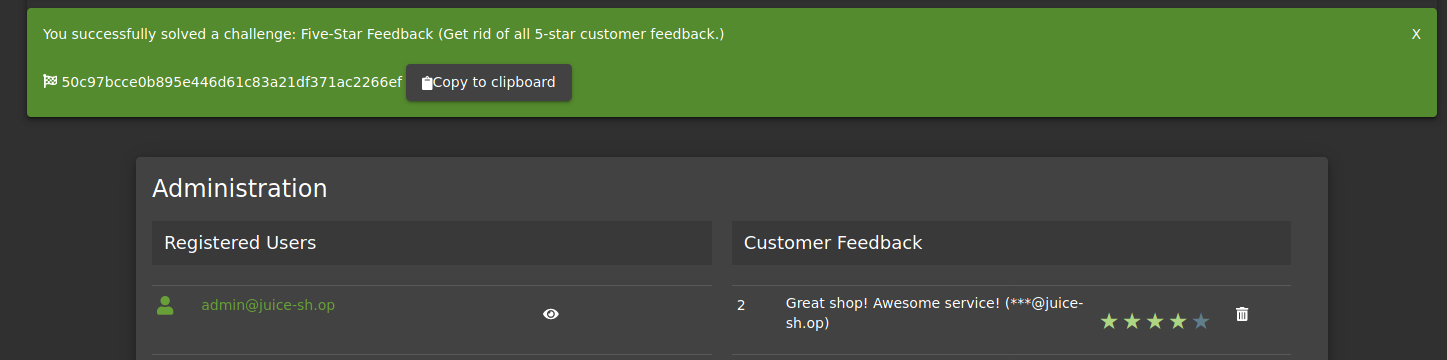 You successfully solved a challenge: Five-Star Feedback (Get rid of all 5-star customer feedback.)
X
50c97bcce0b895e446d61c83a21df371ac2266ef
Copy to clipboard
Administration
Registered Users
Customer Feedback
admin@juice-sh.op
2
Great shop! Awesome service! (***@juice-
sh.op)